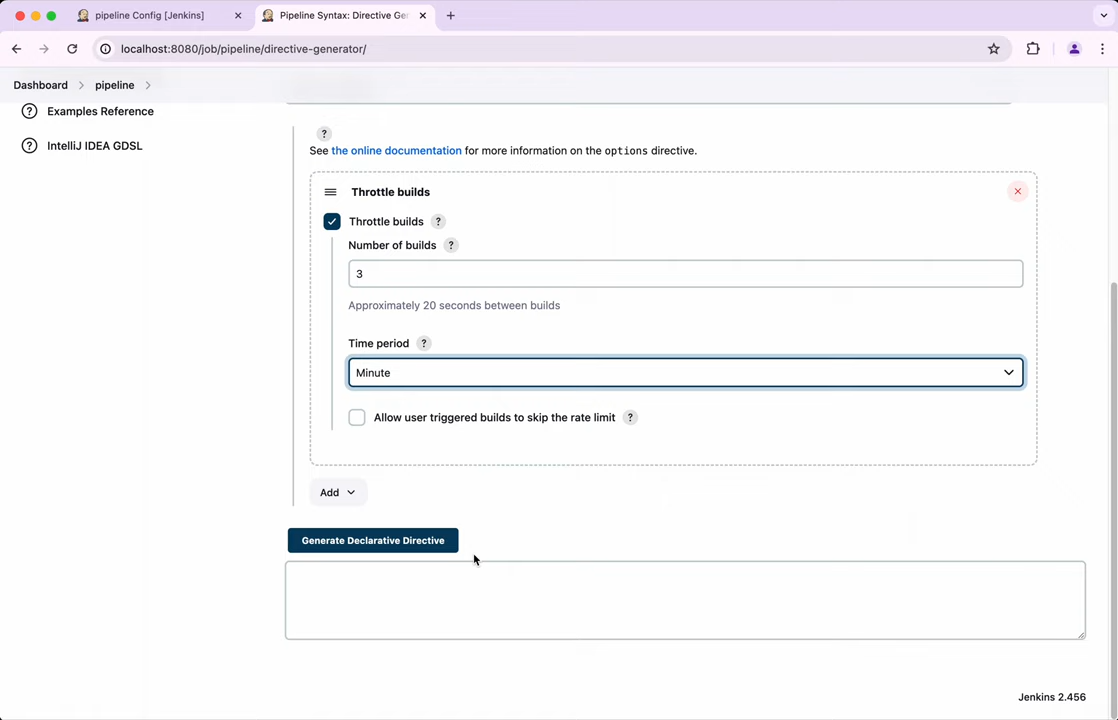 pipeline Config [Jenkins]
Pipeline Syntax: Directive Ge
localhost:8080/job/pipeline/directive-generator/
Dashboard
pipeline
? Examples Reference
? IntelliJ IDEA GDSL
?
See the online documentation for more information on the options directive.
Throttle builds
Throttle builds ?
Number of builds ?
3
Approximately 20 seconds between builds
Time period ?
Minute
Allow user triggered builds to skip the rate limit ?
Add
Generate Declarative Directive
Jenkins 2.456